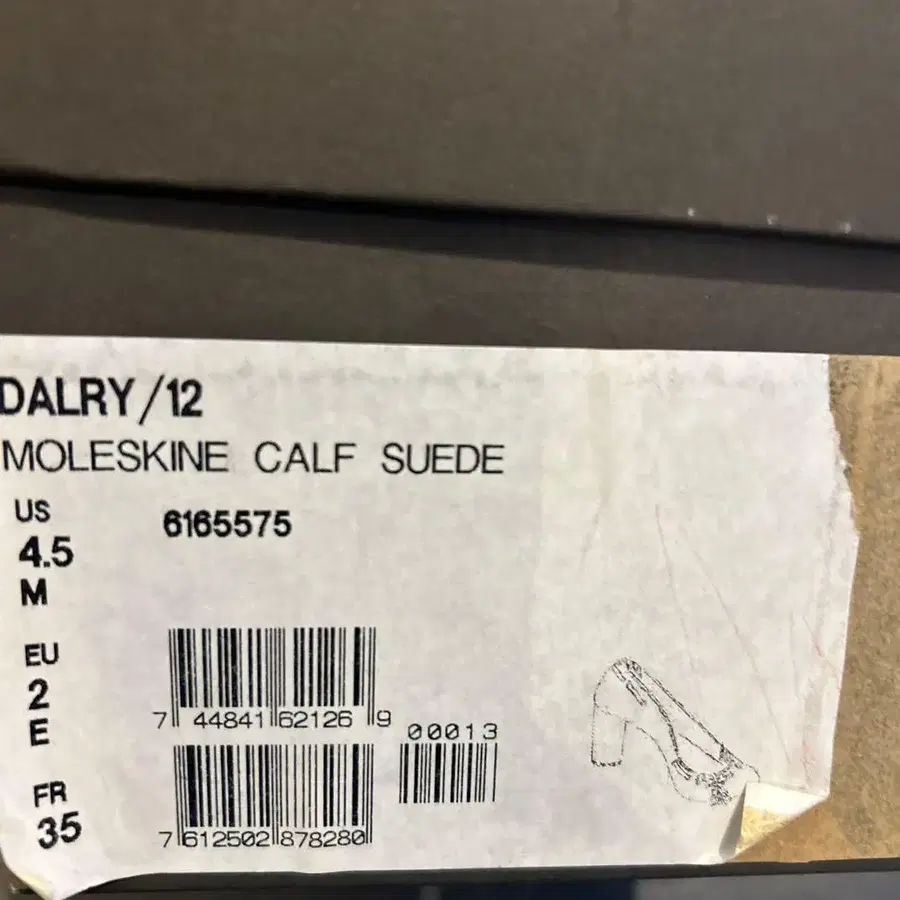 DALRY/12
MOLESKINE CALF SUEDE
US
4.5
M
6165575
EU
2
E
FR
35
7 44841 62126 9
00013
7 612502 878280